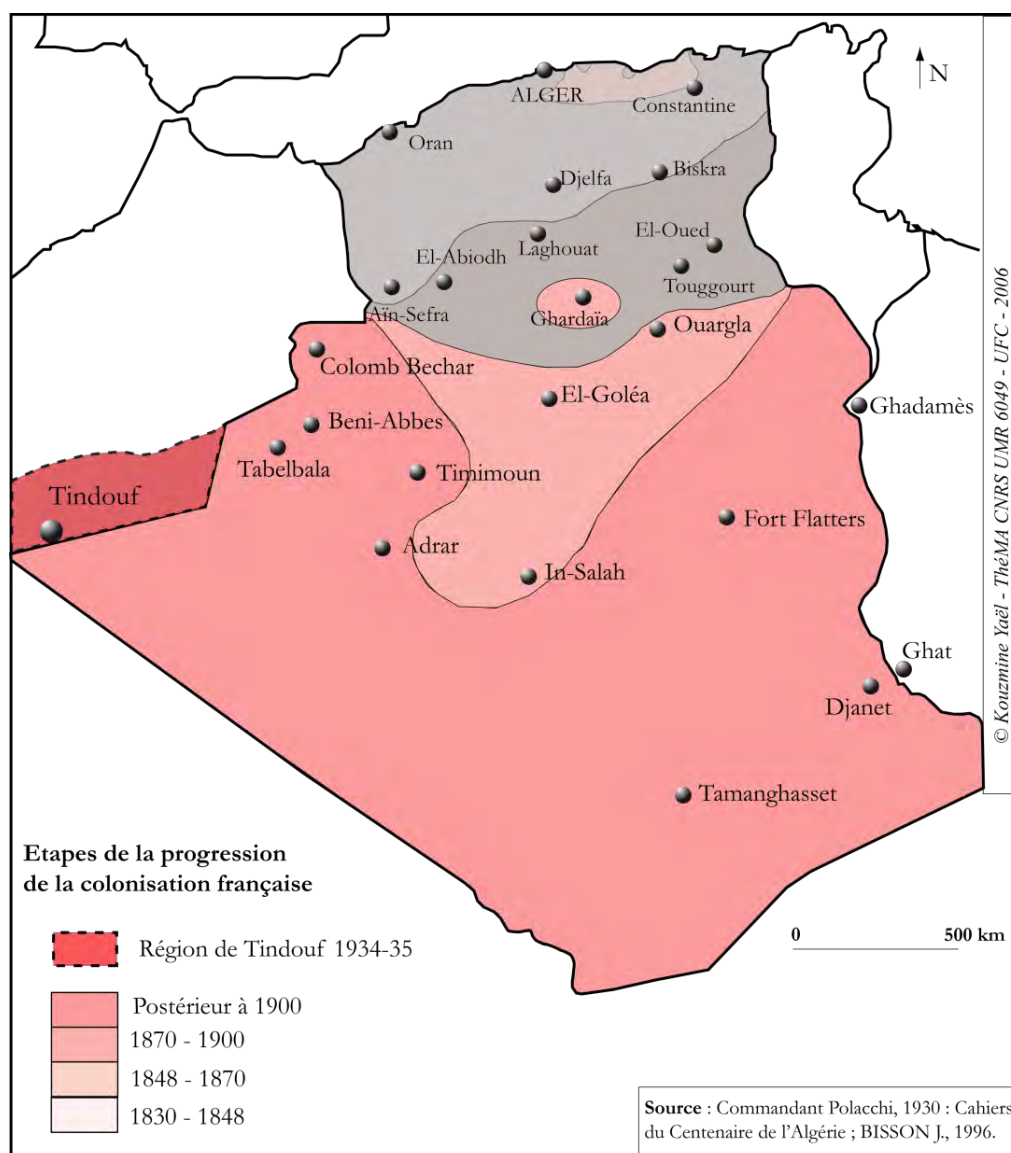 N
ALGER
Constantine
Oran
Djelfa
Biskra
Laghouat
El-Oued
El-Abiodh
Touggourt
Aïn-Sefra
Ghardaïa
Ouargla
Colomb Bechar
El-Goléa
Ghadamès
Beni-Abbes
Tabelbala
Timimoun
Tindouf
Fort Flatters
Adrar
In-Salah
Ghat
Djanet
Tamanghasset
© Kouzmine Yaël - ThéMA CNRS UMR 6049 - UFC - 2006
Etapes de la progression
de la colonisation française
Région de Tindouf 1934-35
Postérieur à 1900
1870 - 1900
1848 - 1870
1830 - 1848
0 500 km
Source : Commandant Polacchi, 1930 : Cahiers
du Centenaire de l'Algérie ; BISSON J., 1996.